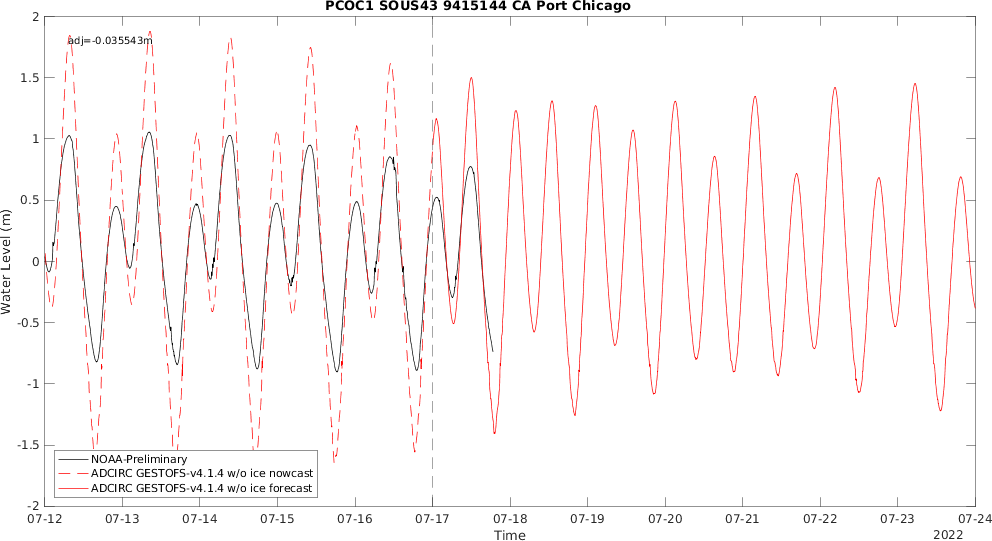 PCOC1 SOUS43 9415144 CA Port Chicago
adj=-0.035543m
Water Level (m)
2
1.5
1
0.5
0
-0.5
-1
-1.5
-2
NOAA-Preliminary
ADCIRC GESTOFS-v4.1.4 w/o ice nowcast
ADCIRC GESTOFS-v4.1.4 w/o ice forecast
07-12 07-13 07-14 07-15 07-16 07-17 07-18 07-19 07-20 07-21 07-22 07-23 07-24
Time
2022